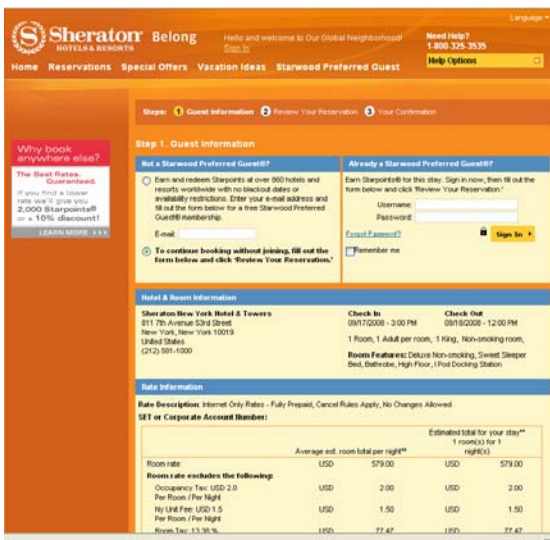 Language
Sheraton
HOTELS & RESORTS
Belong
Hello and welcome to Our Global Neighborhood!
Sign In
Need Help?
1-800-325-3535
Help Options
Home Reservations Special Offers Vacation Ideas Starwood Preferred Guest
Steps: 1 Guest Information 2 Review Your Reservation 3 Your Confirmation
Why book
anywhere else?
The Best Rates.
Guaranteed.
If you find a lower
rate we'll give you
2,000 Starpoints®
or a 10% discount!
LEARN MORE
Step 1. Guest Information
Not a Starwood Preferred Guest®?
Earn and redeem Starpoints at over 860 hotels and
resorts worldwide with no blackout dates or
availability restrictions. Enter your e-mail address and
fill out the form below for a free Starwood Preferred
Guest® membership.
E-mail:
To continue booking without joining, fill out the
form below and click 'Review Your Reservation.'
Already a Starwood Preferred Guest®?
Earn Starpoints® for this stay. Sign in now, then fill out the
form below and click 'Review Your Reservation.'
Username:
Password:
Forgot Password?
Sign In
Remember me
Hotel & Room Information
Sheraton New York Hotel & Towers
811 7th Avenue 53rd Street
New York, New York 10019
United States
(212) 581-1000
Check In
09/17/2008 - 3:00 PM
Check Out
09/18/2008 - 12:00 PM
1 Room, 1 Adult per room, 1 King, Non-smoking room,
Room Features: Deluxe Non-smoking, Sweet Sleeper
Bed, Bathrobe, High Floor, I Pod Docking Station
Rate Information
Rate Description: Internet Only Rates - Fully Prepaid, Cancel Rules Apply, No Changes Allowed
SET or Corporate Account Number:
Average est. room total per night**
Estimated total for your stay**
1 room(s) for 1
night(s)
Room rate: USD 579.00 USD 579.00
Room rate excludes the following:
Occupancy Tax: USD 2.0 USD 2.00 USD 2.00
Per Room / Per Night
Ny Unit Fee: USD 1.5 USD 1.50 USD 1.50
Per Room / Per Night
Room Tax: 13.38 % USD 77.47 USD 77.47